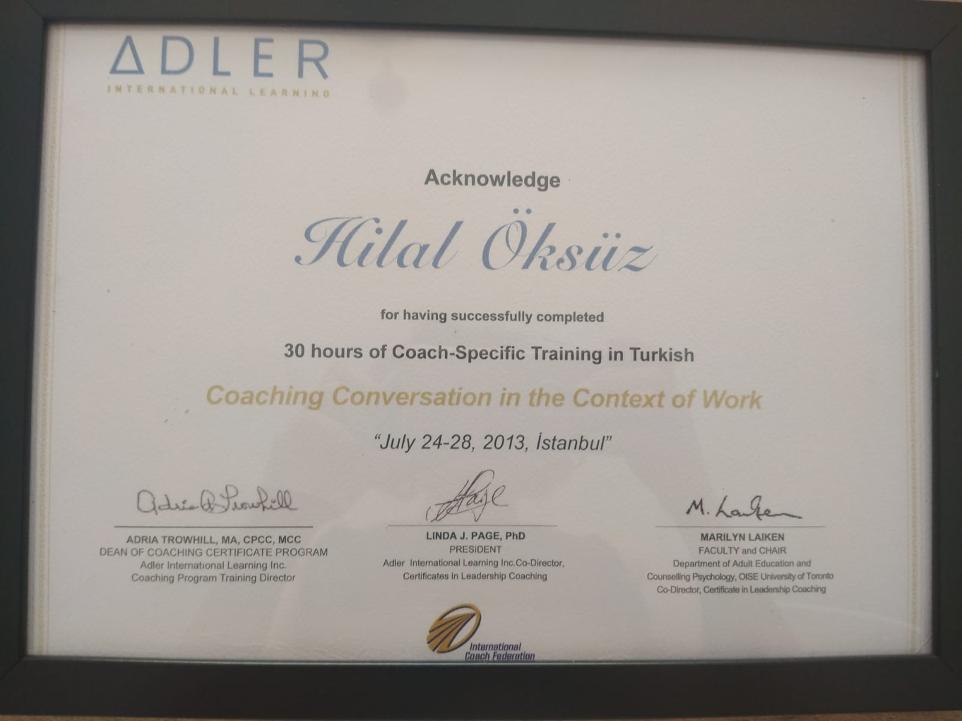 ADLER
INTERNATIONAL LEARNING
Acknowledge
Hilal Öksüz
for having successfully completed
30 hours of Coach-Specific Training in Turkish
Coaching Conversation in the Context of Work
“July 24-28, 2013, İstanbul”
Adria Trowhill
ADRIA TROWHILL, MA, CPCC, MCC
DEAN OF COACHING CERTIFICATE PROGRAM
Adler International Learning Inc.
Coaching Program Training Director
LINDA J. PAGE, PhD
PRESIDENT
Adler International Learning Inc.Co-Director,
Certificates in Leadership Coaching
M. Laiken
MARILYN LAIKEN
FACULTY and CHAIR
Department of Adult Education and
Counselling Psychology, OISE University of Toronto
Co-Director, Certificate in Leadership Coaching
International
Coach Federation